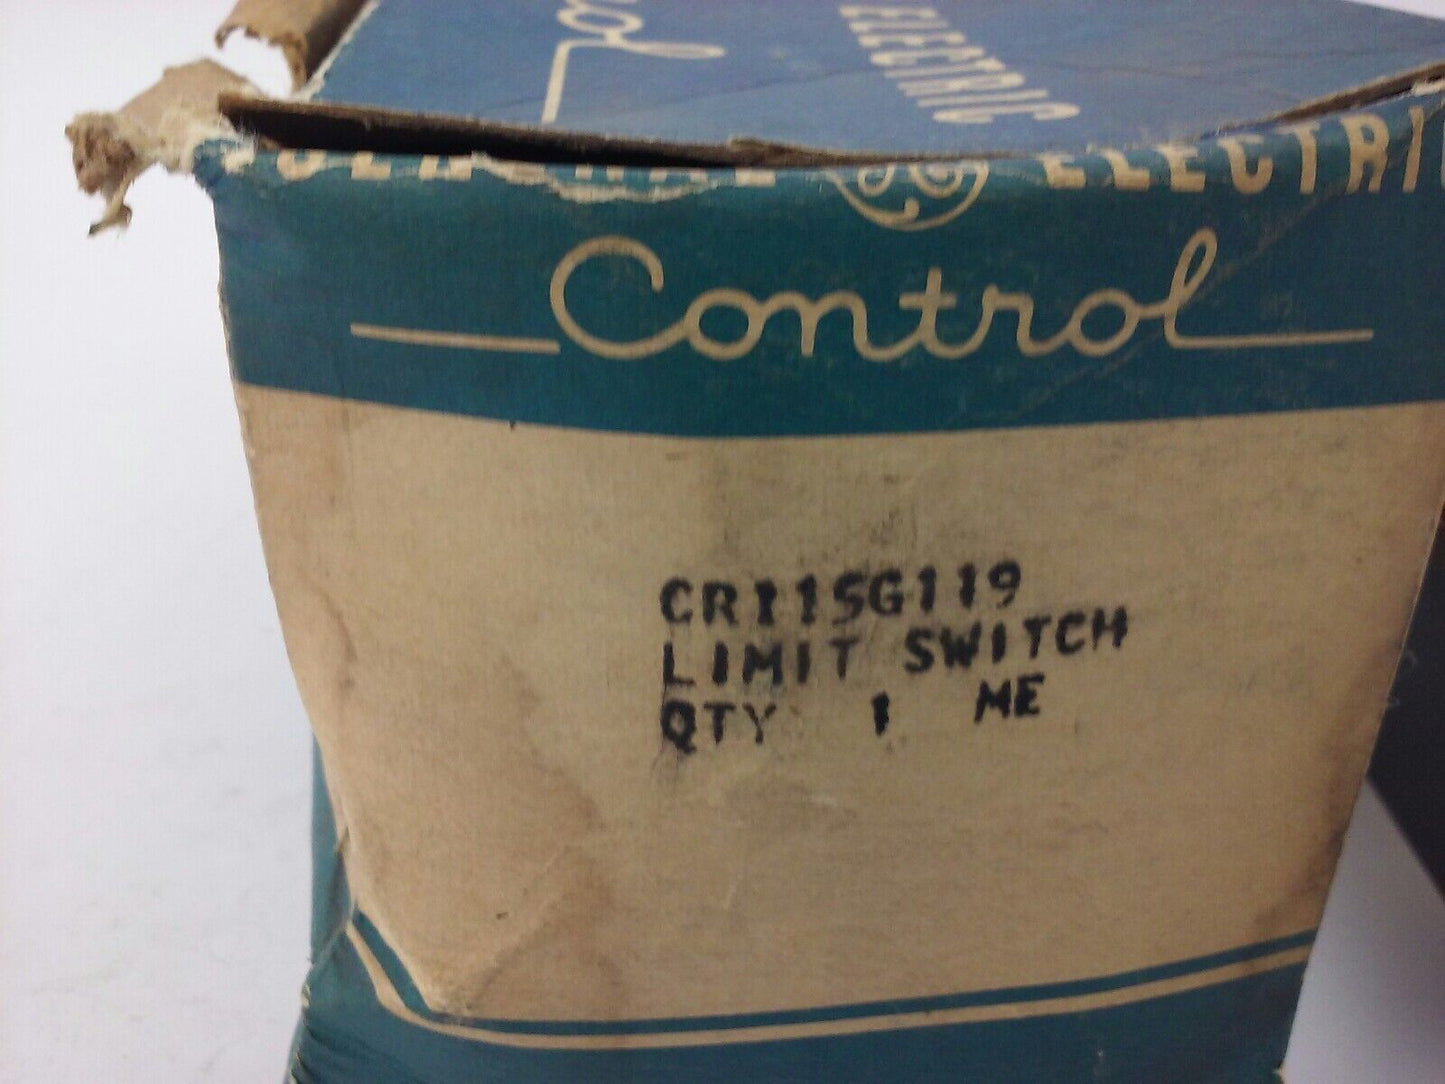 ELECTRIC
GENERAL ELECTRIC
Control
CR115G119
LIMIT SWITCH
QTY 1 ME